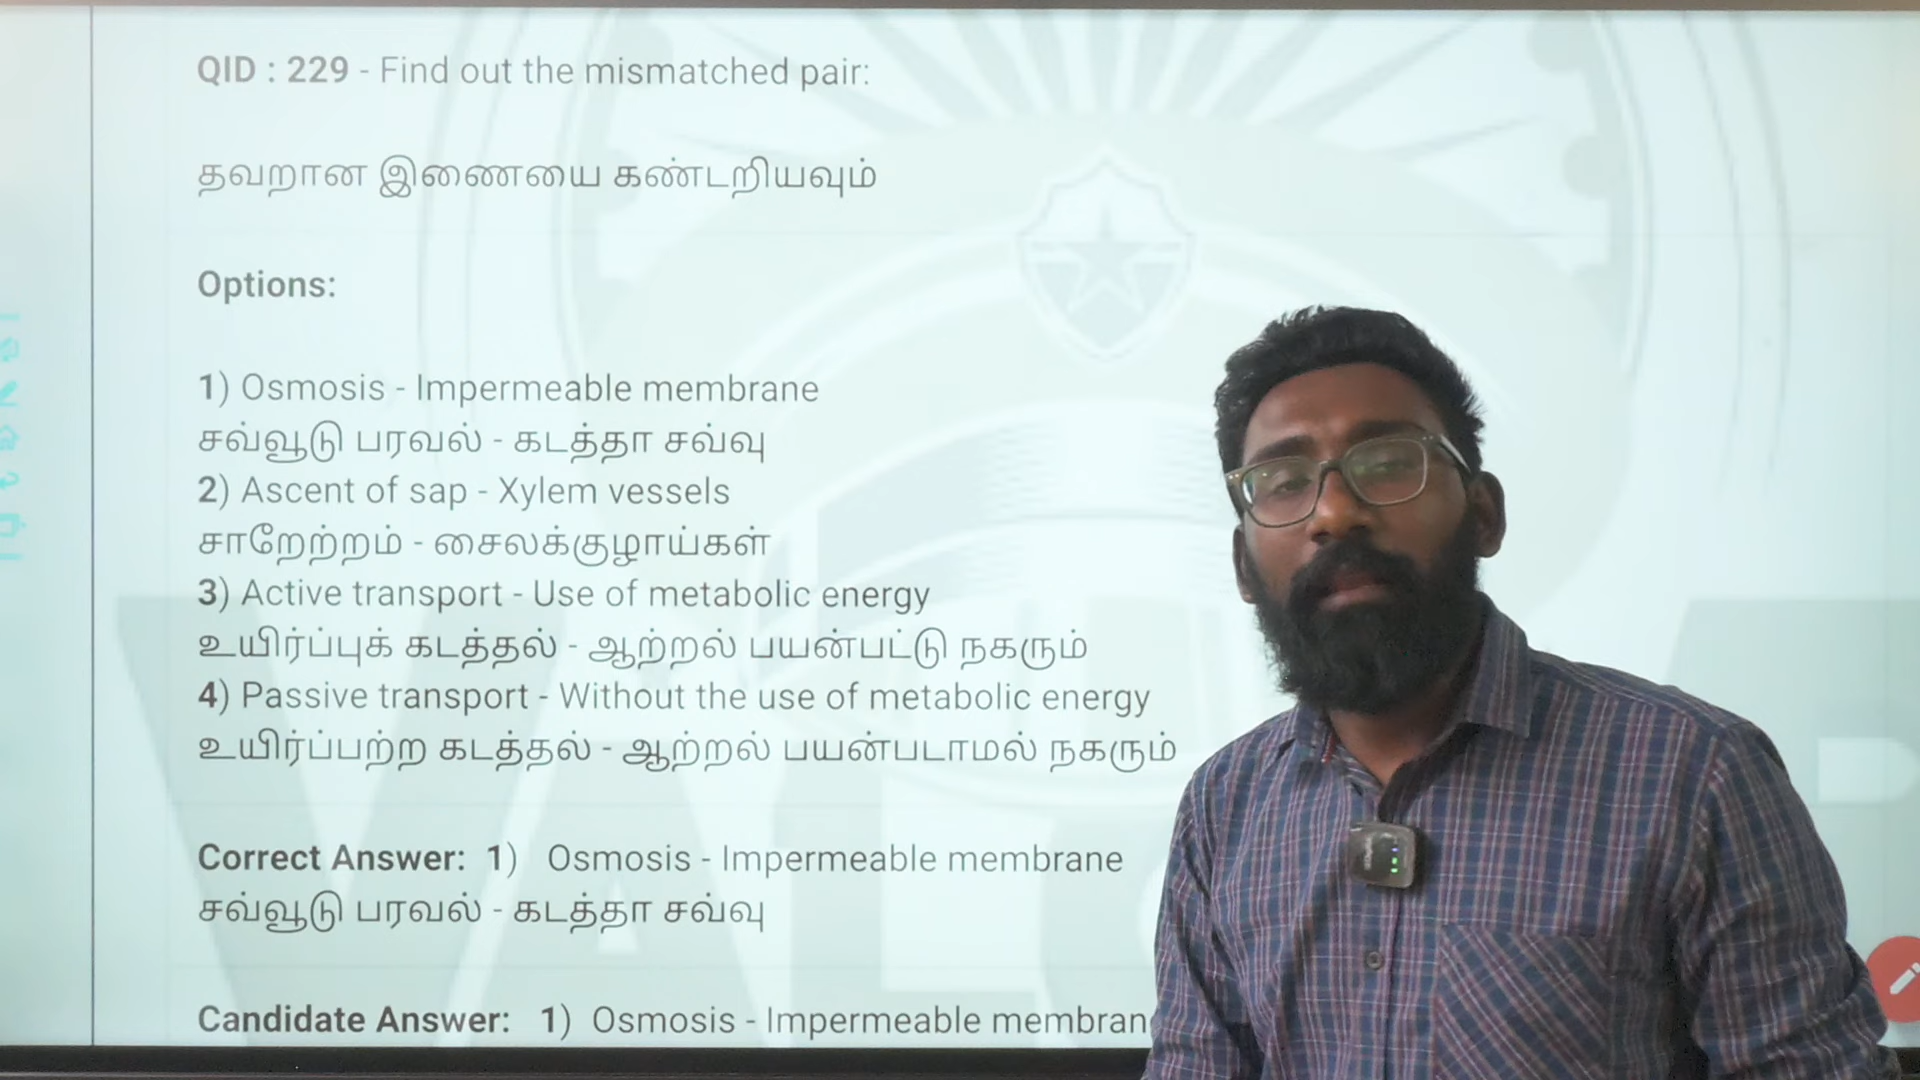 QID : 229 - Find out the mismatched pair:
தவறான இணையை கண்டறியவும்
Options:
1) Osmosis - Impermeable membrane
சவ்வூடு பரவல் - கடத்தா சவ்வு
2) Ascent of sap - Xylem vessels
சாறேற்றம் - சைலக்குழாய்கள்
3) Active transport - Use of metabolic energy
உயிர்ப்புக் கடத்தல் - ஆற்றல் பயன்பட்டு நகரும்
4) Passive transport - Without the use of metabolic energy
உயிர்ப்பற்ற கடத்தல் - ஆற்றல் பயன்படாமல் நகரும்
Correct Answer: 1) Osmosis - Impermeable membrane
சவ்வூடு பரவல் - கடத்தா சவ்வு
Candidate Answer: 1) Osmosis - Impermeable